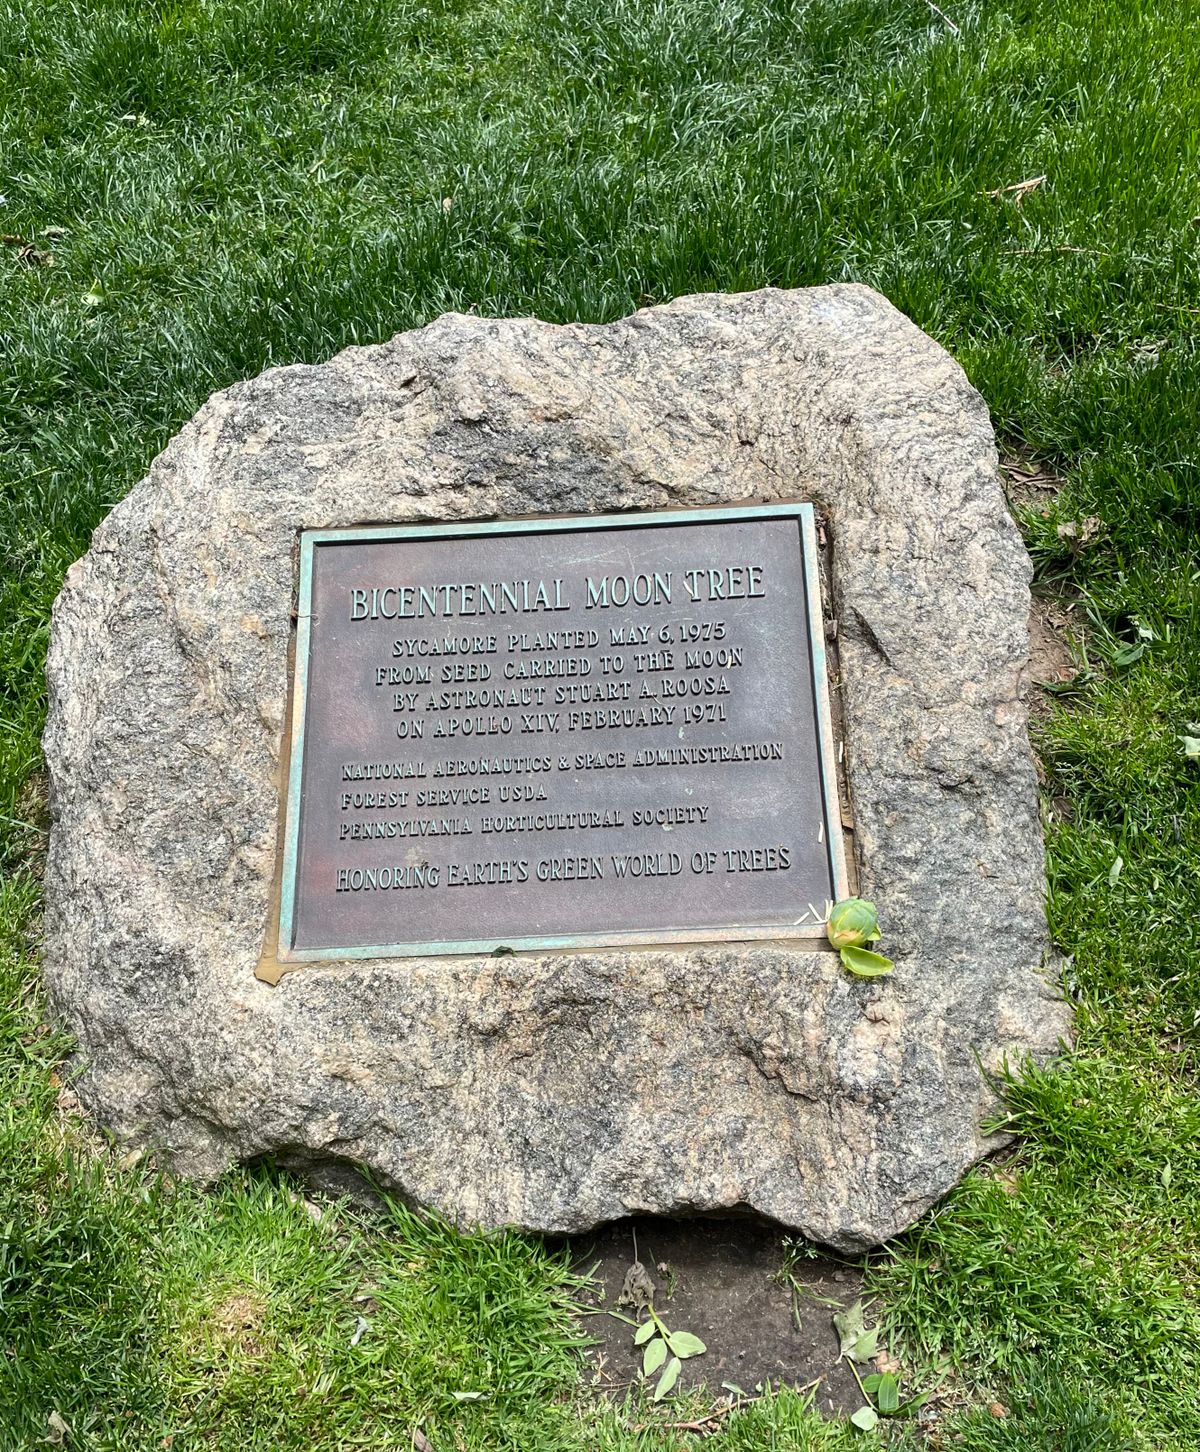 BICENTENNIAL MOON TREE
SYCAMORE PLANTED MAY 6, 1975
FROM SEED CARRIED TO THE MOON
BY ASTRONAUT STUART A. ROOSA
ON APOLLO XIV, FEBRUARY 1971
NATIONAL AERONAUTICS & SPACE ADMINISTRATION
FOREST SERVICE USDA
PENNSYLVANIA HORTICULTURAL SOCIETY
HONORING EARTH'S GREEN WORLD OF TREES